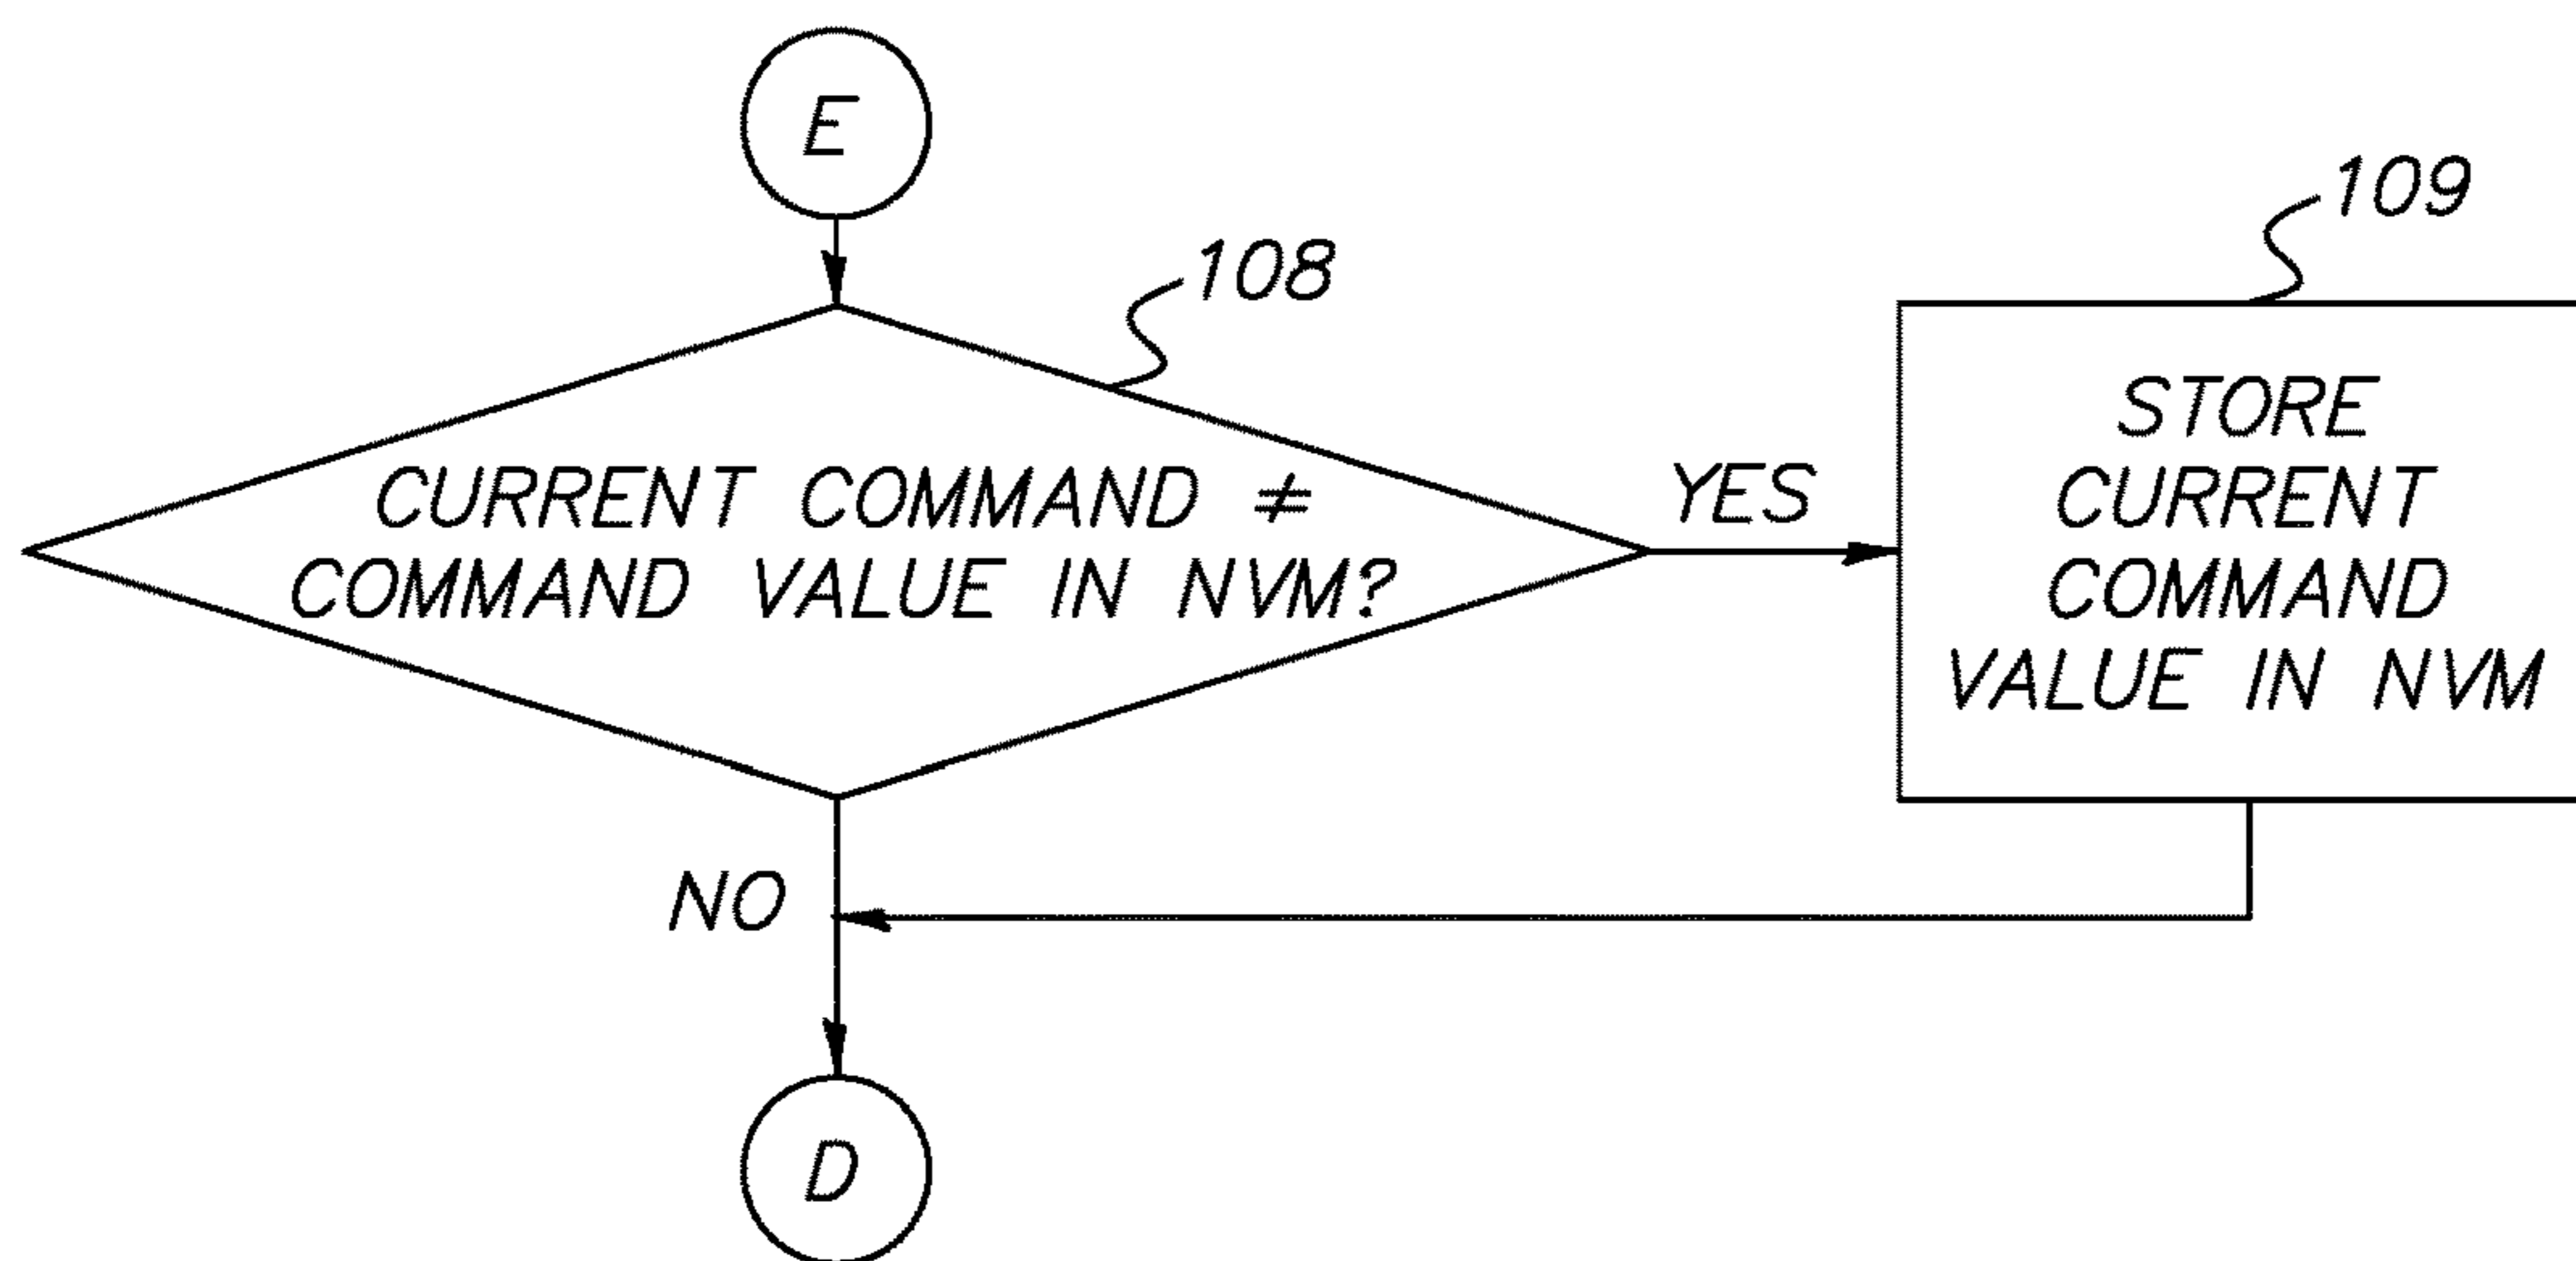 E
108
109
CURRENT COMMAND ≠
COMMAND VALUE IN NVM?
YES
STORE
CURRENT
COMMAND
VALUE IN NVM
NO
D